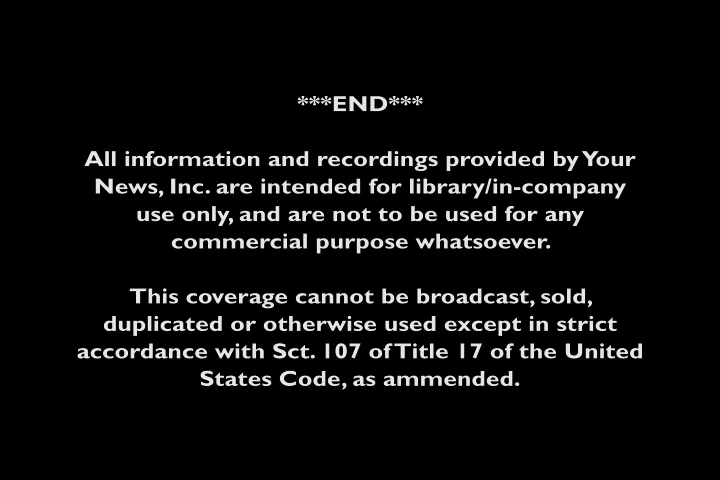 ***END***
All information and recordings provided by Your
News, Inc. are intended for library/in-company
use only, and are not to be used for any
commercial purpose whatsoever.
This coverage cannot be broadcast, sold,
duplicated or otherwise used except in strict
accordance with Sct. 107 of Title 17 of the United
States Code, as ammended.